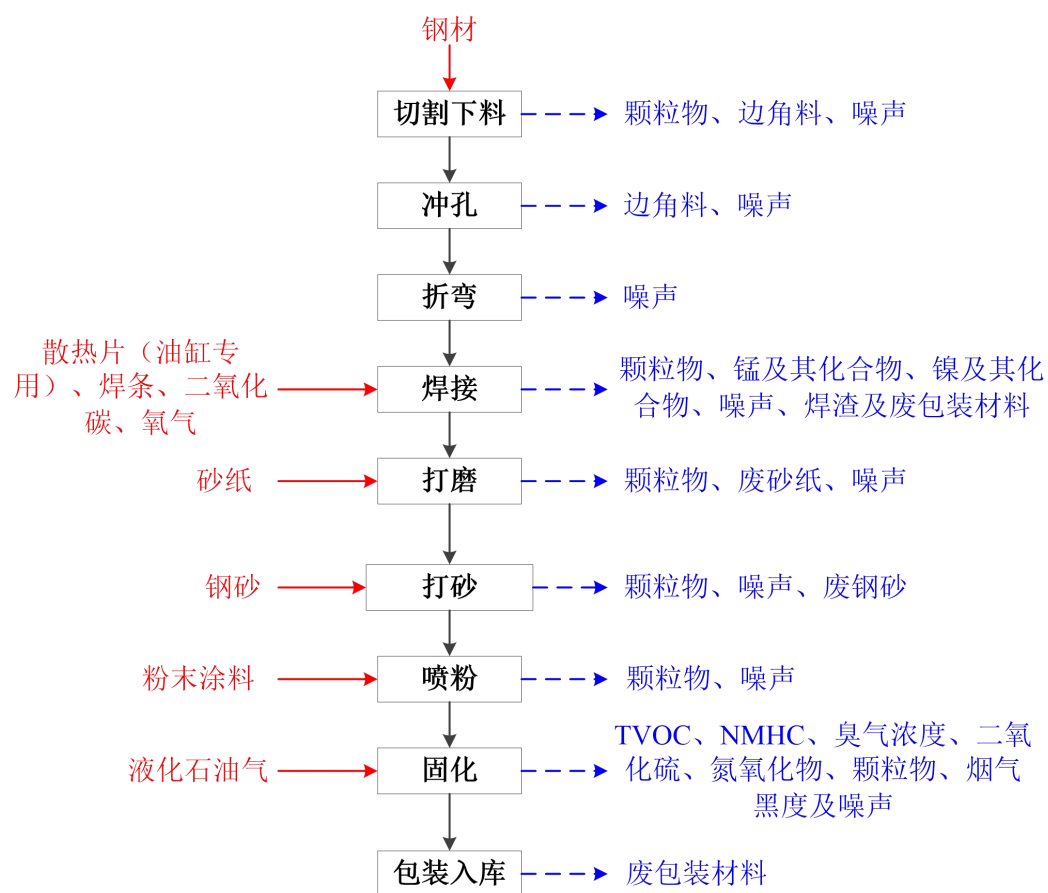 钢材
切割下料
颗粒物、边角料、噪声
冲孔
边角料、噪声
折弯
噪声
散热片（油缸专
用）、焊条、二氧化
碳、氧气
焊接
颗粒物、锰及其化合物、镍及其化
合物、噪声、焊渣及废包装材料
砂纸
打磨
颗粒物、废砂纸、噪声
钢砂
打砂
颗粒物、噪声、废钢砂
粉末涂料
喷粉
颗粒物、噪声
液化石油气
固化
TVOC、NMHC、臭气浓度、二氧
化硫、氮氧化物、颗粒物、烟气
黑度及噪声
包装入库
废包装材料